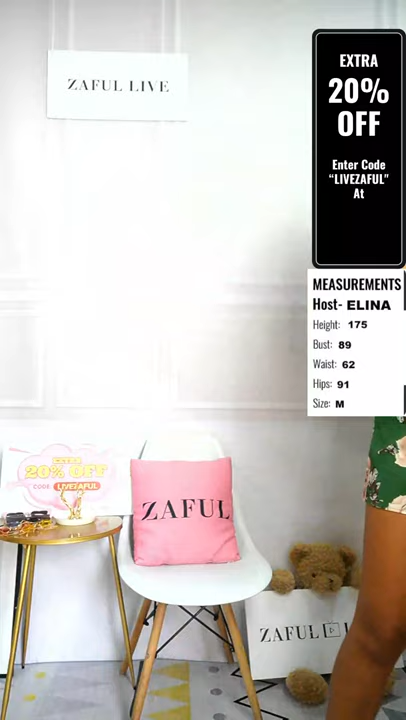 ZAFUL LIVE
EXTRA
20%
OFF
Enter Code
“LIVEZAFUL"
At
MEASUREMENTS
Host- ELINA
Height: 175
Bust: 89
Waist: 62
Hips: 91
Size: M
EXTRA
20% OFF
CODE LIVEZAFUL
ZAFUL
ZAFUL